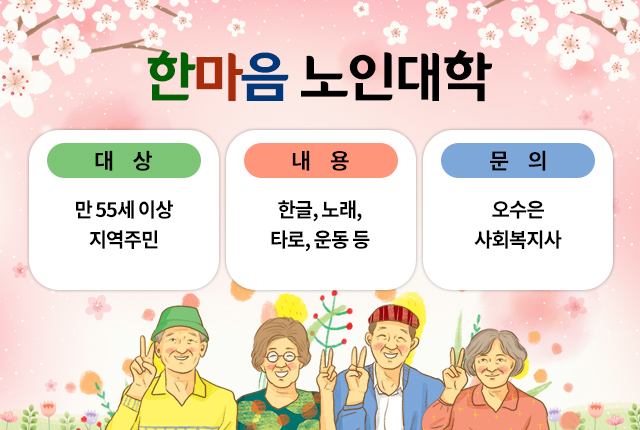 한마음 노인대학
대 상
만 55세 이상
지역주민
내 용
한글, 노래,
타로, 운동 등
문 의
오수은
사회복지사